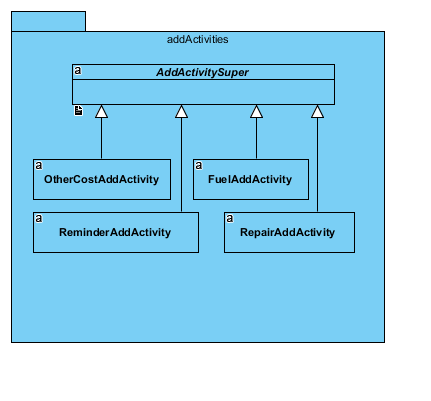 addActivities
a
AddActivitySuper
a
OtherCostAddActivity
a
FuelAddActivity
a
ReminderAddActivity
a
RepairAddActivity